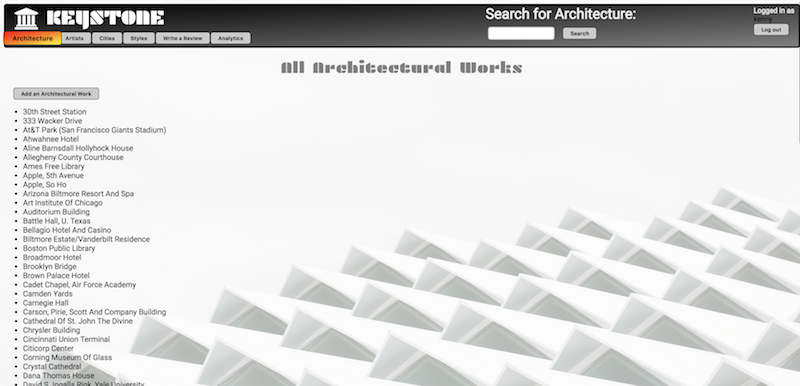 KEYSTONE
Search for Architecture:
Logged in as
kenny
Search
Log out
Architecture
Artists
Cities
Styles
Write a Review
Analytics
All Architectural Works
Add an Architectural Work
30th Street Station
333 Wacker Drive
At&T Park (San Francisco Giants Stadium)
Ahwahnee Hotel
Aline Barnsdall Hollyhock House
Allegheny County Courthouse
Ames Free Library
Apple, 5th Avenue
Apple, So Ho
Arizona Biltmore Resort And Spa
Art Institute Of Chicago
Auditorium Building
Battle Hall, U. Texas
Bellagio Hotel And Casino
Biltmore Estate/Vanderbilt Residence
Boston Public Library
Broadmoor Hotel
Brooklyn Bridge
Brown Palace Hotel
Cadet Chapel, Air Force Academy
Camden Yards
Carnegie Hall
Carson, Pirie, Scott And Company Building
Cathedral Of St. John The Divine
Chrysler Building
Cincinnati Union Terminal
Citicorp Center
Corning Museum Of Glass
Crystal Cathedral
Dana Thomas House
David S. Ingalls Rink, Yale University